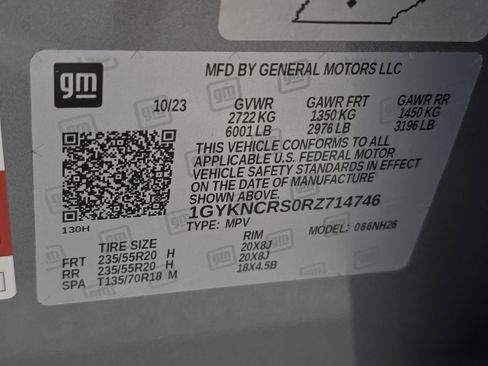 gm
MFD BY GENERAL MOTORS LLC
10/23 GVWR GAWR FRT GAWR RR
2722 KG 1350 KG 1450 KG
6001 LB 2976 LB 3196 LB
THIS VEHICLE CONFORMS TO ALL
APPLICABLE U.S. FEDERAL MOTOR
VEHICLE SAFETY STANDARDS IN EFFECT
ON THE DATE OF MANUFACTURE
SHOWN ABOVE.
1GYKNCRS0RZ714746
TYPE: MPV MODEL: 066NH26
130H
TIRE SIZE RIM
FRT 235/55R20 H 20X8J
RR 235/55R20 H 20X8J
SPA T135/70R18 M 18X4.5B